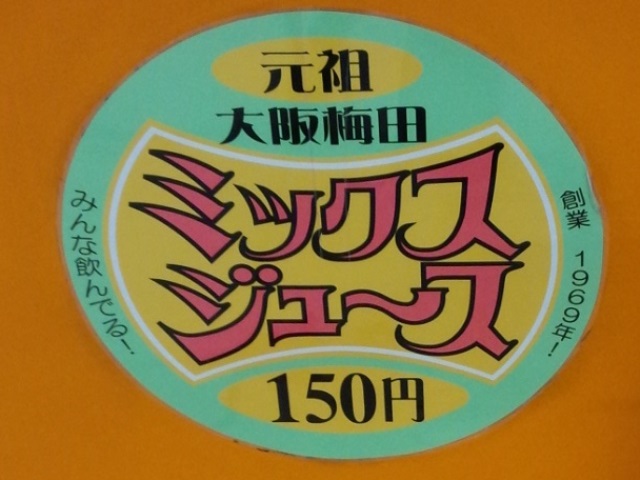 元祖
大阪梅田
ミックス
ジュ〜ス
150円
みんな飲んでる!
創業 1969年!